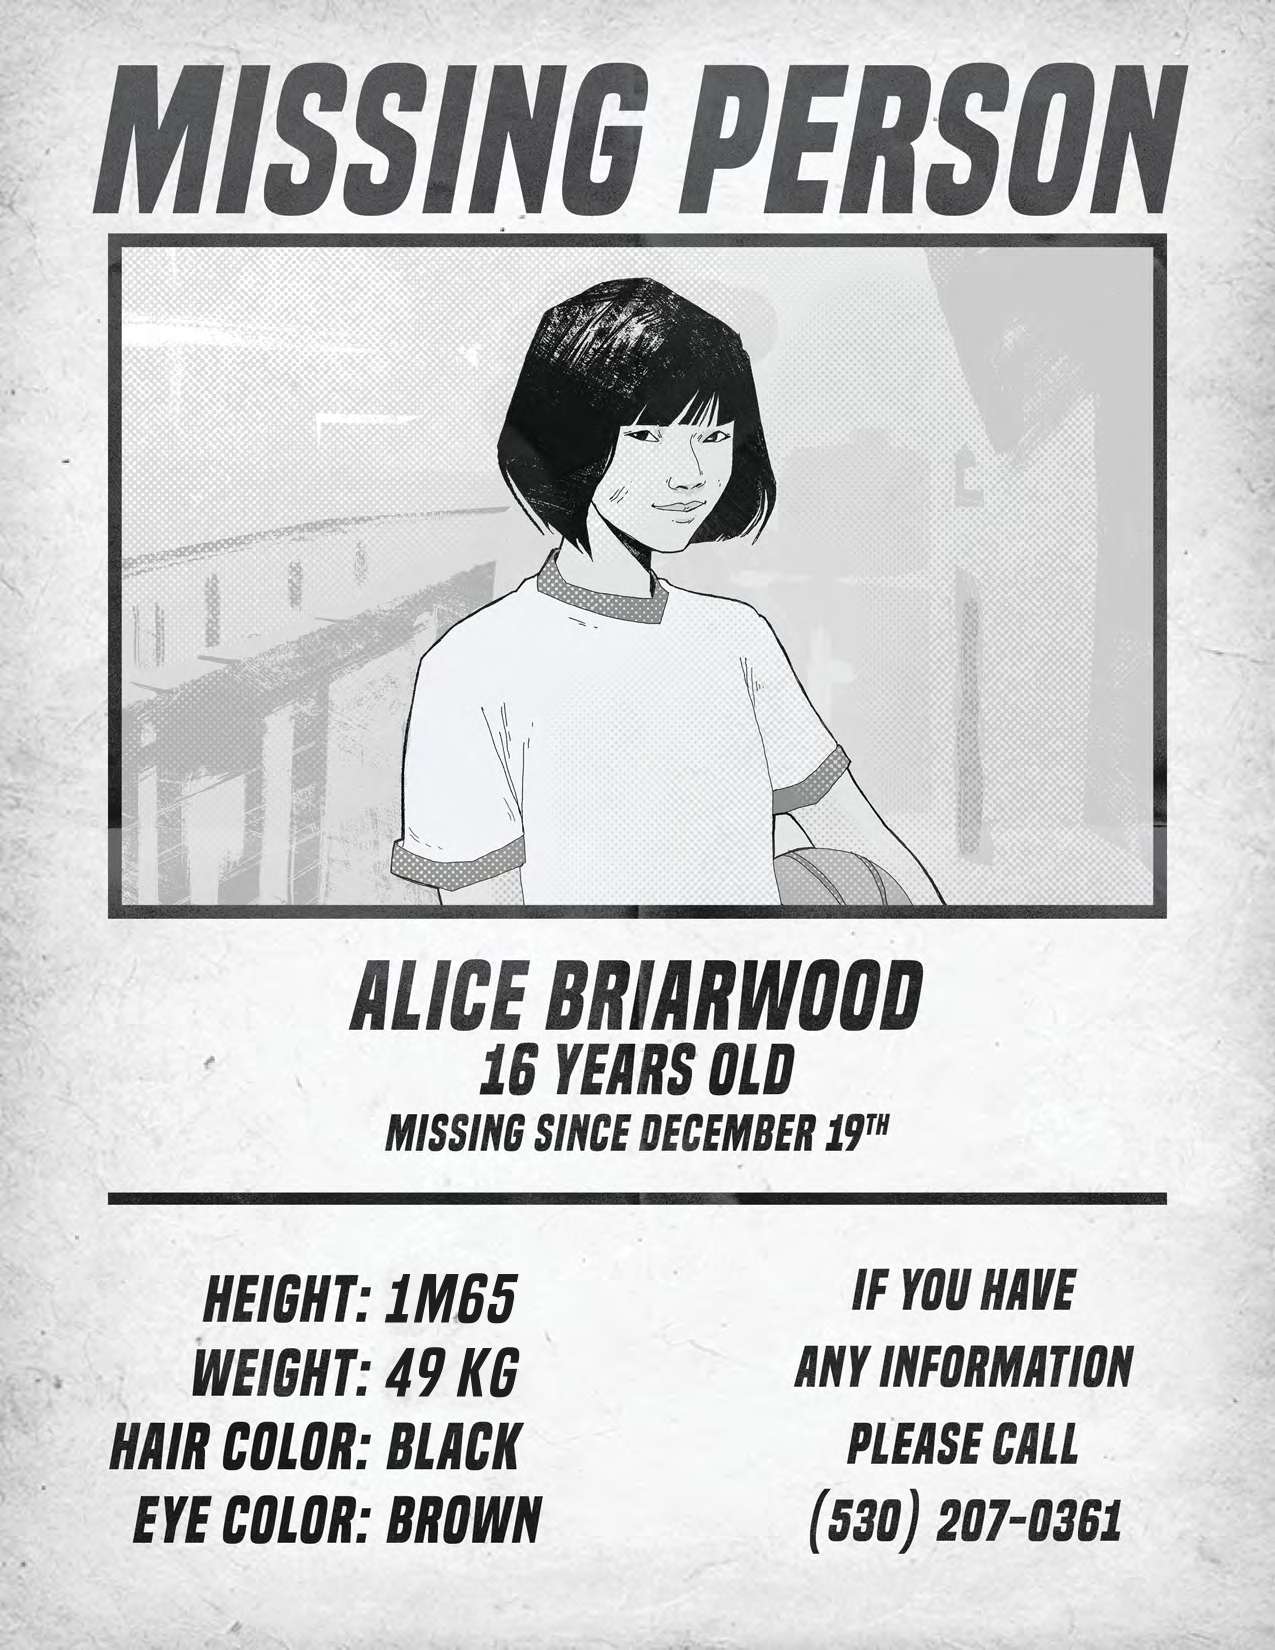 MISSING PERSON
ALICE BRIARWOOD
16 YEARS OLD
MISSING SINCE DECEMBER 19TH
HEIGHT: 1M65
WEIGHT: 49 KG
HAIR COLOR: BLACK
EYE COLOR: BROWN
IF YOU HAVE
ANY INFORMATION
PLEASE CALL
(530) 207-0361